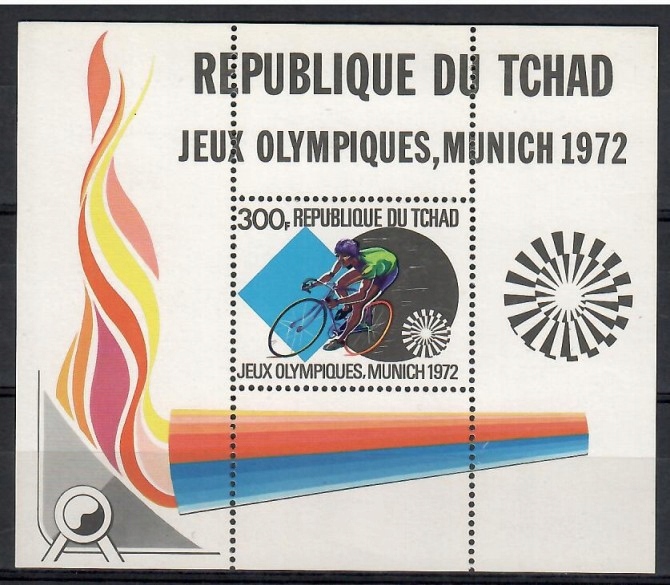 REPUBLIQUE DU TCHAD
JEUX OLYMPIQUES, MUNICH 1972
300F REPUBLIQUE DU TCHAD
JEUX OLYMPIQUES, MUNICH 1972